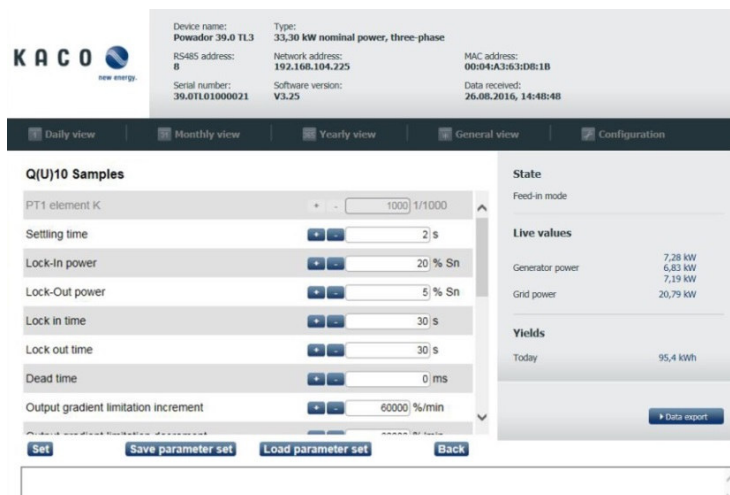 KACO
new energy.
Device name:
Powador 39.0 TL3
Type:
33,30 kW nominal power, three-phase
RS485 address:
8
Network address:
192.168.104.225
MAC address:
00:04:A3:63:D8:1B
Serial number:
39.0TL01000021
Software version:
V3.25
Data received:
26.08.2016, 14:48:48
Daily view Monthly view Yearly view General view Configuration
Q(U)10 Samples
PT1 element K + - 1000 1/1000
Settling time + - 2 s
Lock-In power + - 20 % Sn
Lock-Out power + - 5 % Sn
Lock in time + - 30 s
Lock out time + - 30 s
Dead time + - 0 ms
Output gradient limitation increment + - 60000 %/min
Set Save parameter set Load parameter set Back
State
Feed-in mode
Live values
Generator power 7,28 kW
6,83 kW
7,19 kW
Grid power 20,79 kW
Yields
Today 95,4 kWh
Data export